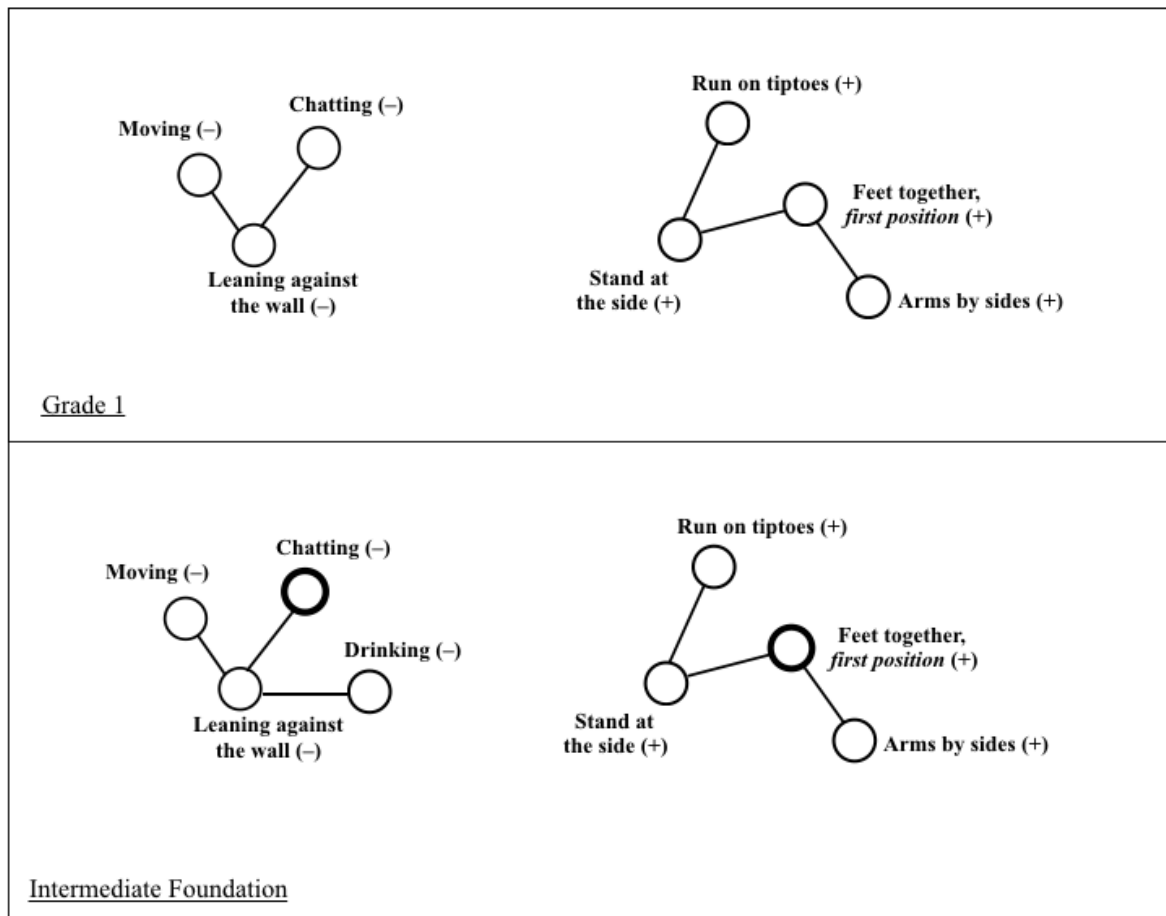 Run on tiptoes (+)
Chatting (–)
Moving (–)
Feet together,
first position (+)
Leaning against
the wall (–)
Stand at
the side (+)
Arms by sides (+)
Grade 1
Run on tiptoes (+)
Chatting (–)
Moving (–)
Feet together,
first position (+)
Drinking (–)
Leaning against
the wall (–)
Stand at
the side (+)
Arms by sides (+)
Intermediate Foundation